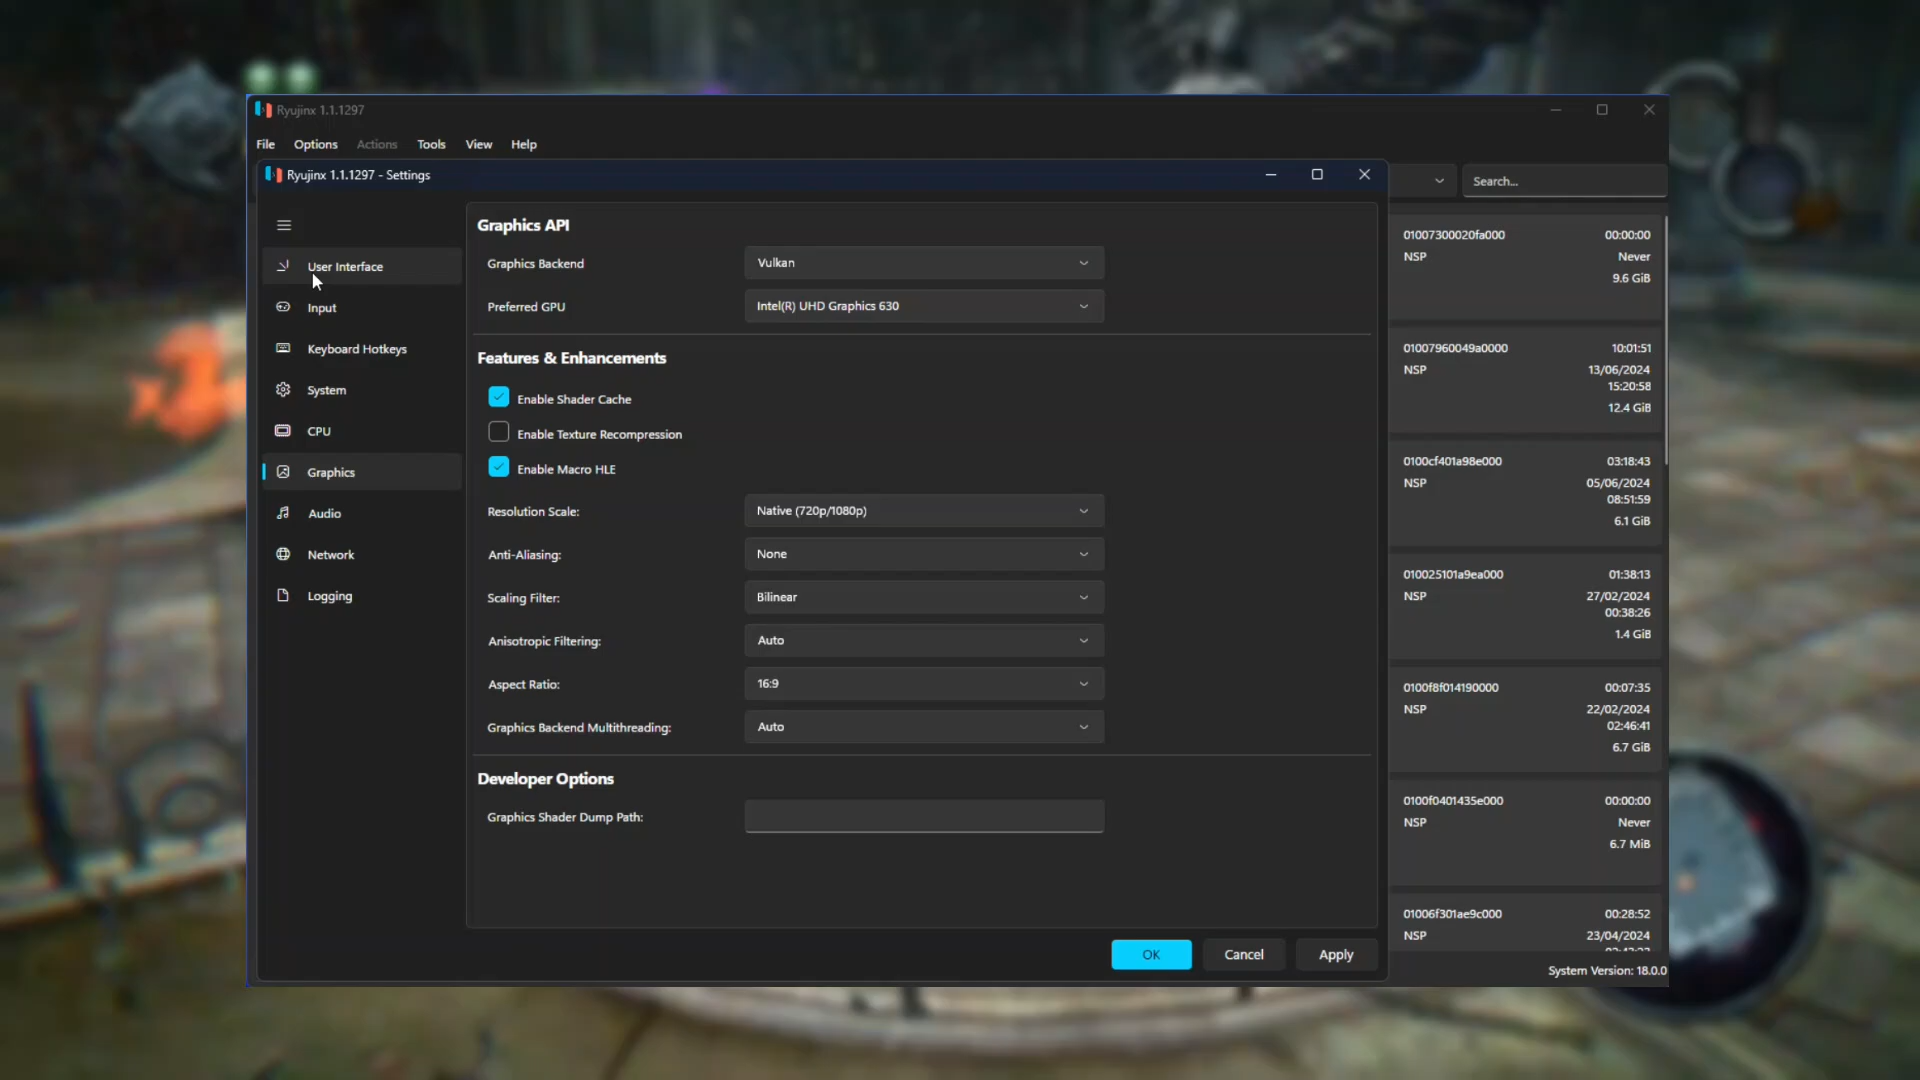 Ryujinx 1.1.1297
File Options Actions Tools View Help
Ryujinx 1.1.1297 - Settings
Search...
User Interface
Input
Keyboard Hotkeys
System
CPU
Graphics
Audio
Network
Logging
Graphics API
Graphics Backend Vulkan
Preferred GPU Intel(R) UHD Graphics 630
Features & Enhancements
Enable Shader Cache
Enable Texture Recompression
Enable Macro HLE
Resolution Scale: Native (720p/1080p)
Anti-Aliasing: None
Scaling Filter: Bilinear
Anisotropic Filtering: Auto
Aspect Ratio: 16:9
Graphics Backend Multithreading: Auto
Developer Options
Graphics Shader Dump Path:
OK Cancel Apply
01007300020fa000 00:00:00
NSP Never
9.6 GiB
01007960049a0000 10:01:51
NSP 13/06/2024
15:20:58
12.4 GiB
0100cf401a98e000 03:18:43
NSP 05/06/2024
08:51:59
6.1 GiB
010025101a9ea000 01:38:13
NSP 27/02/2024
00:38:26
1.4 GiB
0100f8f014190000 00:07:35
NSP 22/02/2024
02:46:41
6.7 GiB
0100f0401435e000 00:00:00
NSP Never
6.7 MiB
01006f301ae9c000 00:28:52
NSP 23/04/2024
System Version: 18.0.0